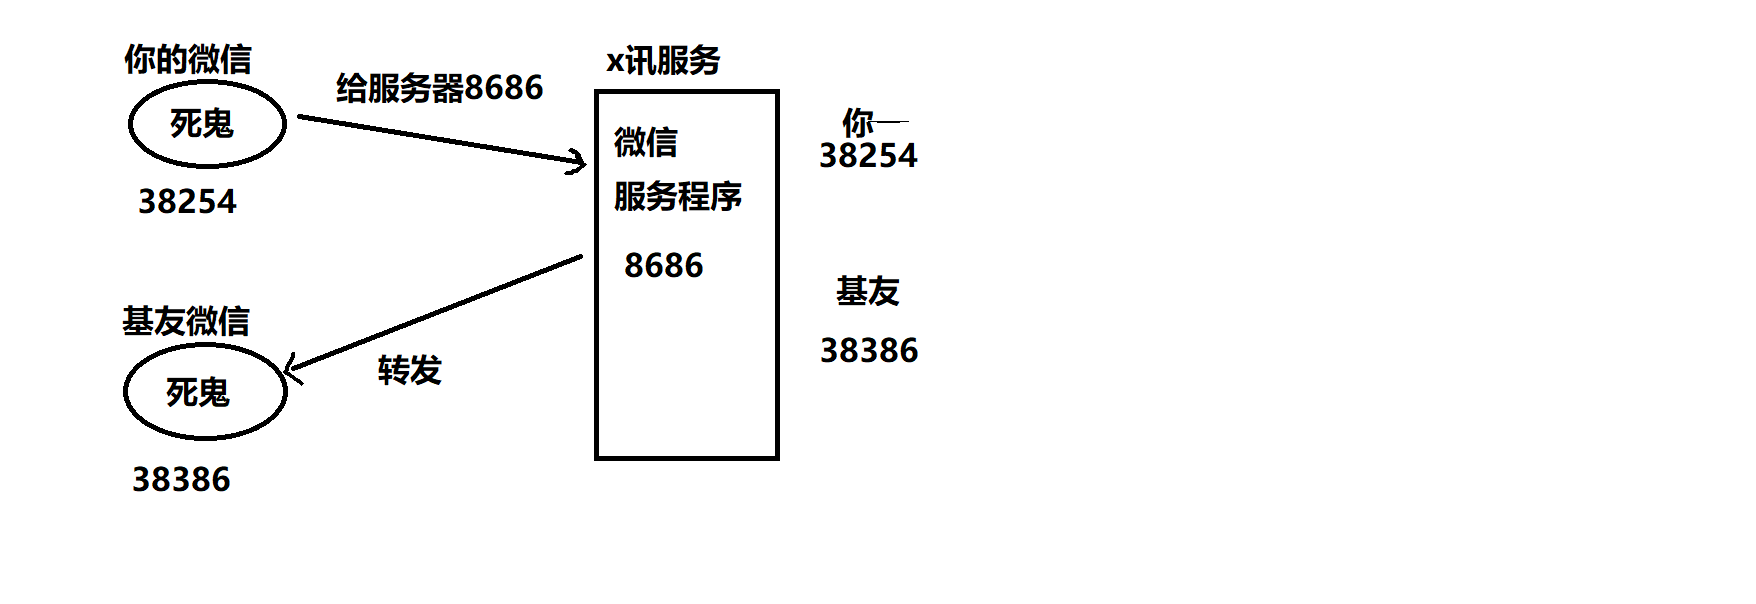 你的微信
死鬼
38254
给服务器8686
x讯服务
微信
服务程序
8686
你一
38254
基友
38386
基友微信
死鬼
38386
转发